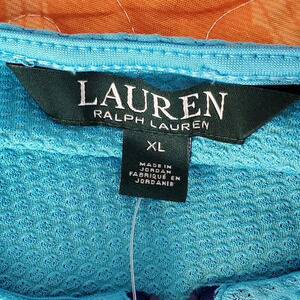 LAUREN
RALPH LAUREN
XL
MADE IN
JORDAN
FABRIQUÉ EN
JORDANIE